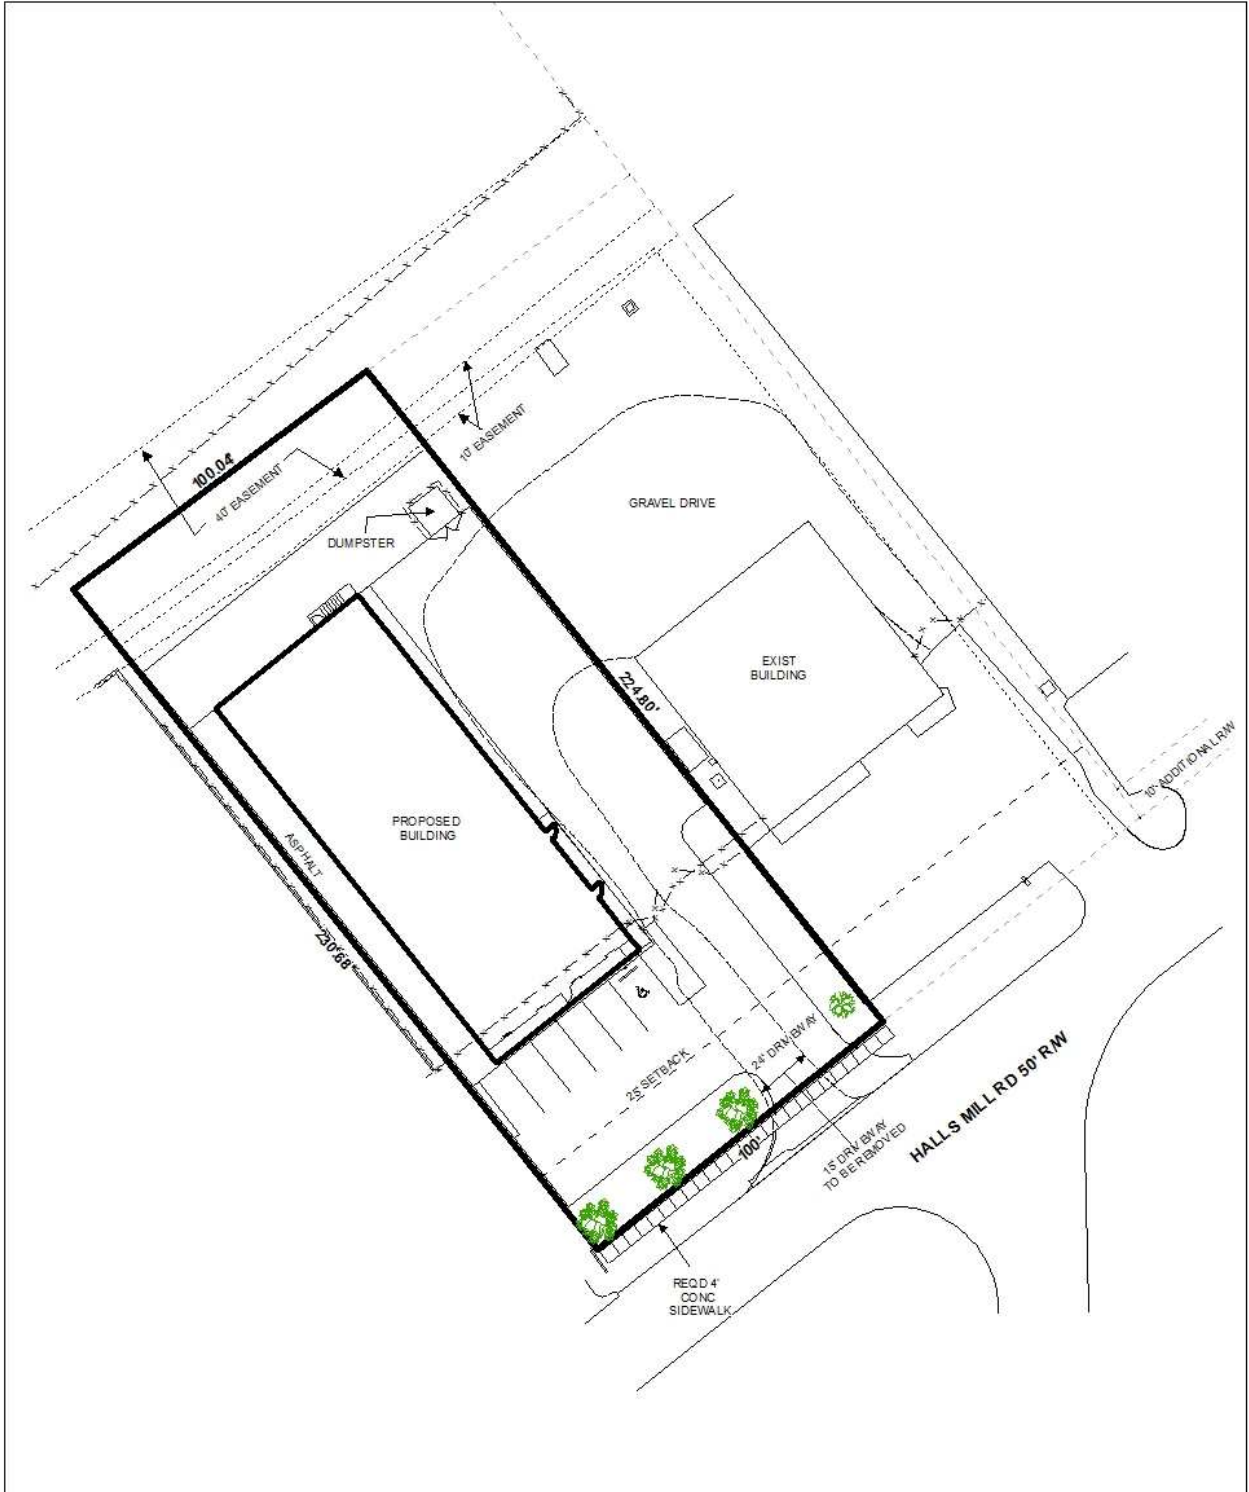 100.04'
40' EASEMENT
10' EASEMENT
GRAVEL DRIVE
DUMPSTER
EXIST
BUILDING
224.80'
10' ADDITIONAL R/W
PROPOSED
BUILDING
ASPHALT
230.68'
25' SETBACK
24' DRIVEWAY
100'
15' DRIVEWAY
TO BE REMOVED
HALLS MILL RD 50' R/W
REQD 4'
CONC
SIDEWALK